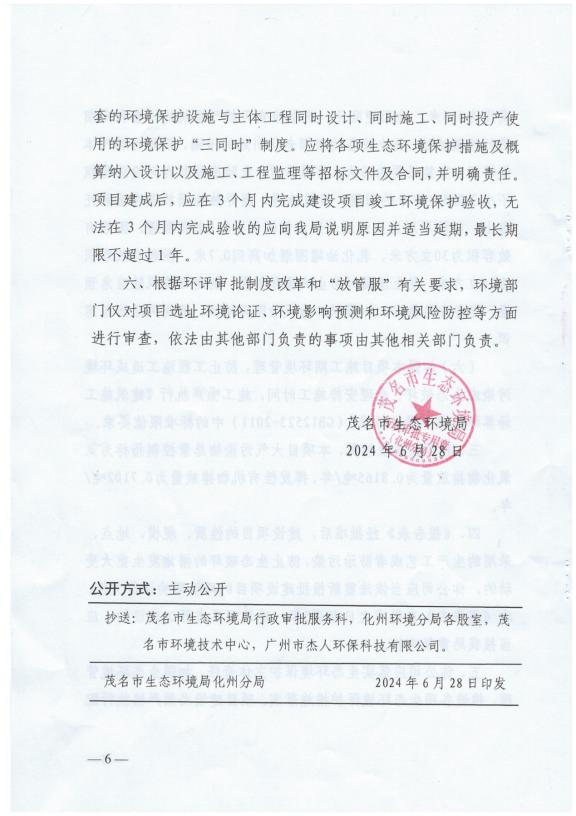 套的环境保护设施与主体工程同时设计、同时施工、同时投产使
用的环境保护“三同时”制度。应将各项生态环境保护措施及概
算纳入设计以及施工、工程监理等招标文件及合同,并明确责任。
项目建成后，应在 3 个月内完成建设项目竣工环境保护验收，无
法在 3 个月内完成验收的应向我局说明原因并适当延期，最长期
限不超过 1 年。
六、根据环评审批制度改革和“放管服”有关要求，环境部
门仅对项目选址环境论证、环境影响预测和环境风险防控等方面
进行审查，依法由其他部门负责的事项由其他相关部门负责。
茂名市生态环境局
茂名市生态环境局
2024 年 6 月 28 日
公开方式：主动公开
抄送：茂名市生态环境局行政审批服务科，化州环境分局各股室，茂
名市环境技术中心，广州市杰人环保科技有限公司。
茂名市生态环境局化州分局 2024 年 6 月 28 日印发
—6—